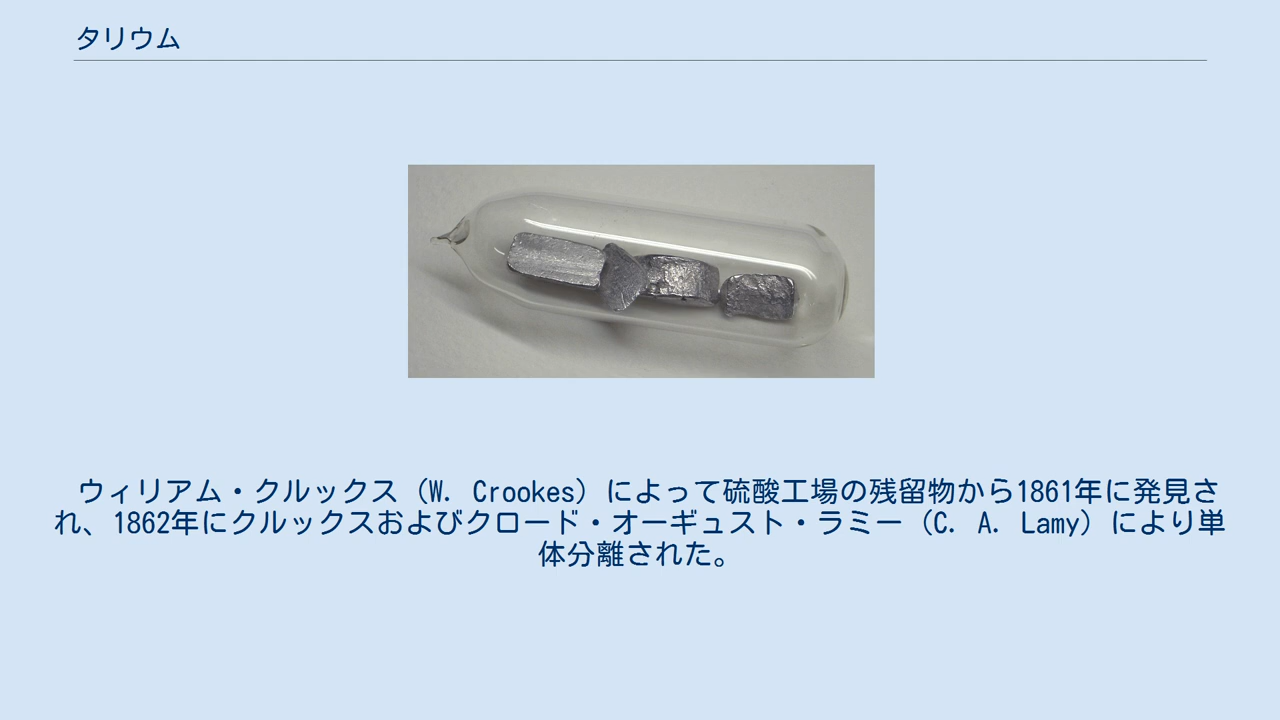 タリウム
ウィリアム・クルックス（W. Crookes）によって硫酸工場の残留物から1861年に発見さ
れ、1862年にクルックスおよびクロード・オーギュスト・ラミー（C. A. Lamy）により単
体分離された。